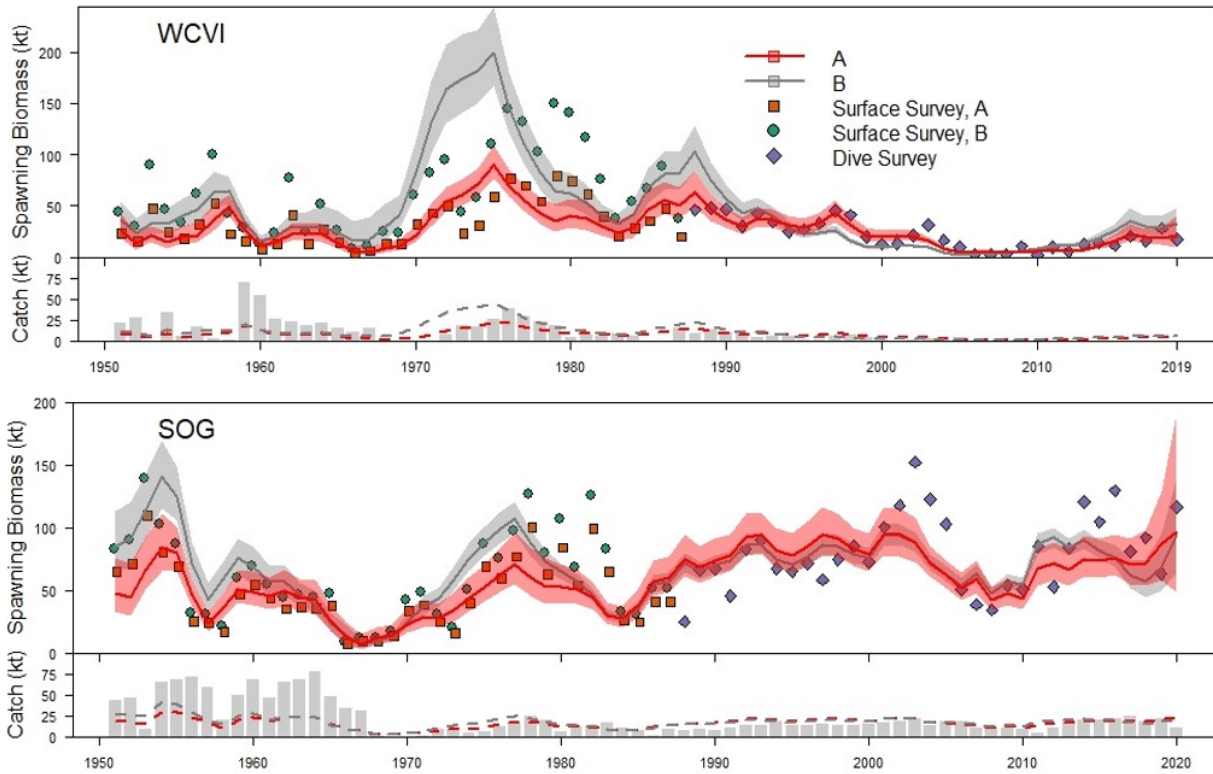 WCVI
Spawning Biomass (kt)
200
150
100
50
0
A
B
Surface Survey, A
Surface Survey, B
Dive Survey
Catch (kt)
75
50
25
0
1950 1960 1970 1980 1990 2000 2010 2019
SOG
Spawning Biomass (kt)
200
150
100
50
0
Catch (kt)
75
50
25
0
1950 1960 1970 1980 1990 2000 2010 2020